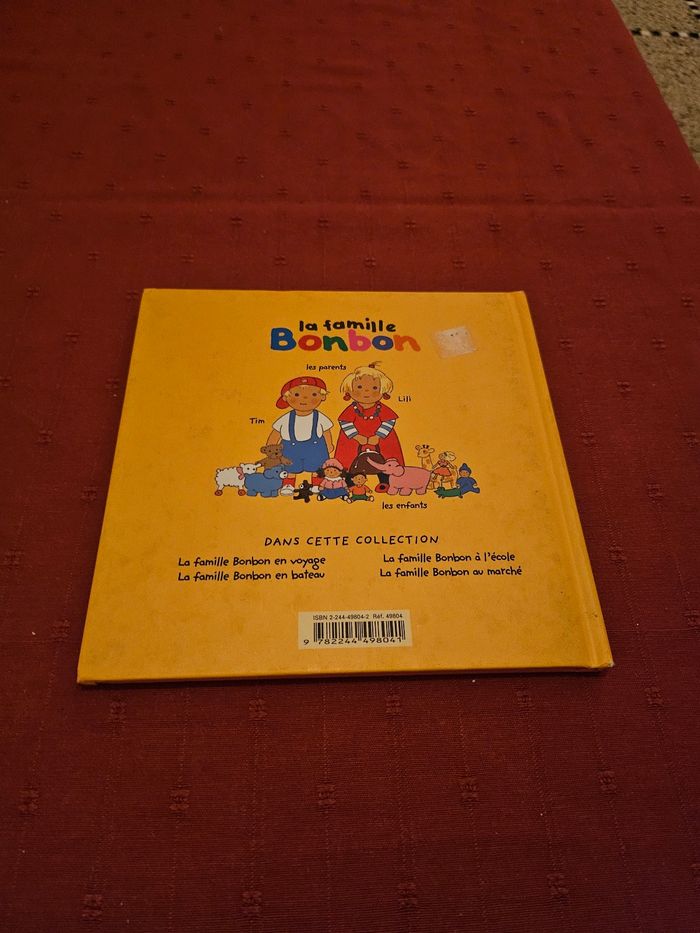 la famille
Bonbon
les parents
Lili
Tim
les enfants
DANS CETTE COLLECTION
La famille Bonbon en voyage
La famille Bonbon à l'école
La famille Bonbon en bateau
La famille Bonbon au marché
ISBN 2-244-49804-2 Réf. 49804
9 782244 498041